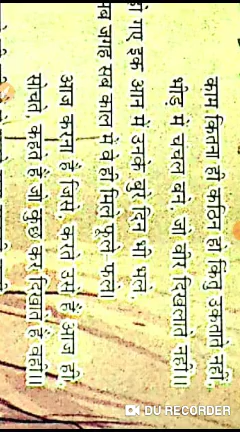 काम कितना ही कठिन हो किंतु उकताते नहीं,
भीड़ में चंचल बने, जो वीर दिखलाते नहीं।।
हो गए इक आन में उनके बुरे दिन भी भले,
सब जगह सब काल में वे ही मिले फूले-फले।
आज करना है जिसे, करते उसे हैं आज ही,
सोचते, कहते हैं जो कुछ कर दिखाते हैं वही।।
DU RECORDER